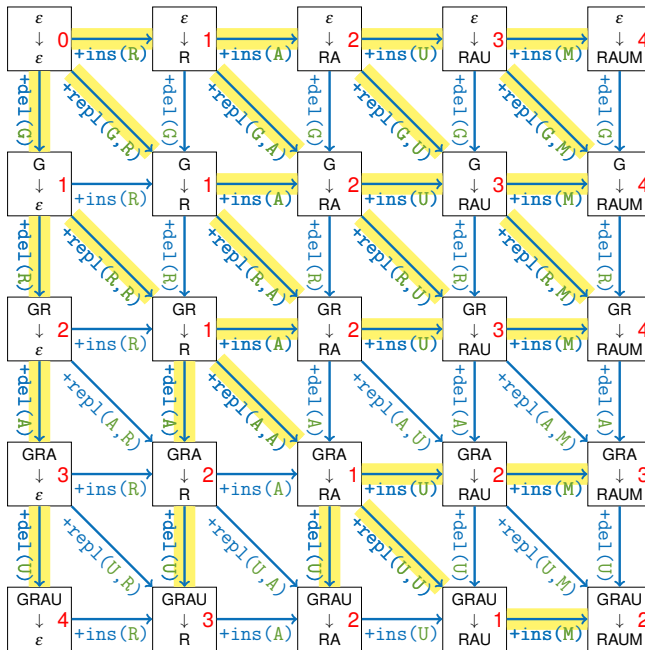 ε ε ε ε ε
↓ 0 ↓ 1 ↓ 2 ↓ 3 ↓ 4
+ins(R) +ins(A) +ins(U) +ins(M)
ε R RA RAU RAUM
+del(G) +repl(G,R) +del(G) +repl(G,A) +del(G) +repl(G,U) +del(G) +repl(G,M) +del(G)
G G G G G
↓ 1 ↓ 1 ↓ 2 ↓ 3 ↓ 4
+ins(R) +ins(A) +ins(U) +ins(M)
ε R RA RAU RAUM
+del(R) +repl(R,R) +del(R) +repl(R,A) +del(R) +repl(R,U) +del(R) +repl(R,M) +del(R)
GR GR GR GR GR
↓ 2 ↓ 1 ↓ 2 ↓ 3 ↓ 4
+ins(R) +ins(A) +ins(U) +ins(M)
ε R RA RAU RAUM
+del(A) +repl(A,R) +del(A) +repl(A,A) +del(A) +repl(A,U) +del(A) +repl(A,M) +del(A)
GRA GRA GRA GRA GRA
↓ 3 ↓ 2 ↓ 1 ↓ 2 ↓ 3
+ins(R) +ins(A) +ins(U) +ins(M)
ε R RA RAU RAUM
+del(U) +repl(U,R) +del(U) +repl(U,A) +del(U) +repl(U,U) +del(U) +repl(U,M) +del(U)
GRAU GRAU GRAU GRAU GRAU
↓ 4 ↓ 3 ↓ 2 ↓ 1 ↓ 2
+ins(R) +ins(A) +ins(U) +ins(M)
ε R RA RAU RAUM